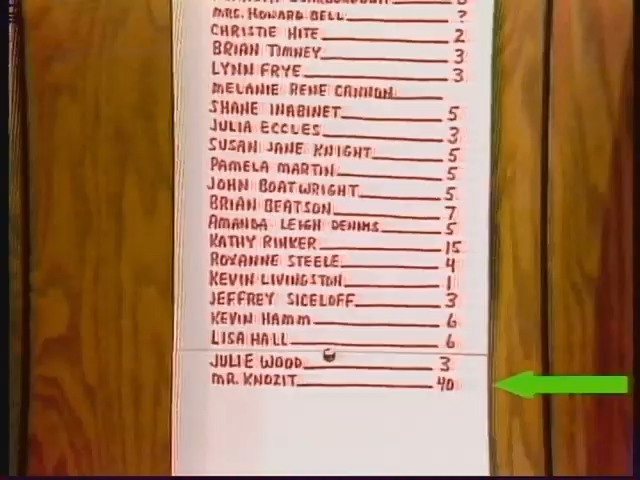 MRS. HOWARD BELL ?
CHRISTIE HITE 2
BRIAN TIMNEY 3
LYNN FRYE 3
MELANIE RENE CANNON
SHANE INABINET 5
JULIA ECCLES 3
SUSAN JANE KNIGHT 5
PAMELA MARTIN 5
JOHN BOATWRIGHT 5
BRIAN BEATSON 7
AMANDA LEIGH DENNIS 5
KATHY RINKER 15
ROXANNE STEELE 4
KEVIN LIVINGSTON 1
JEFFREY SICELOFF 3
KEVIN HAMM 6
LISA HALL 6
JULIE WOOD 3
MR. KNOZIT 40